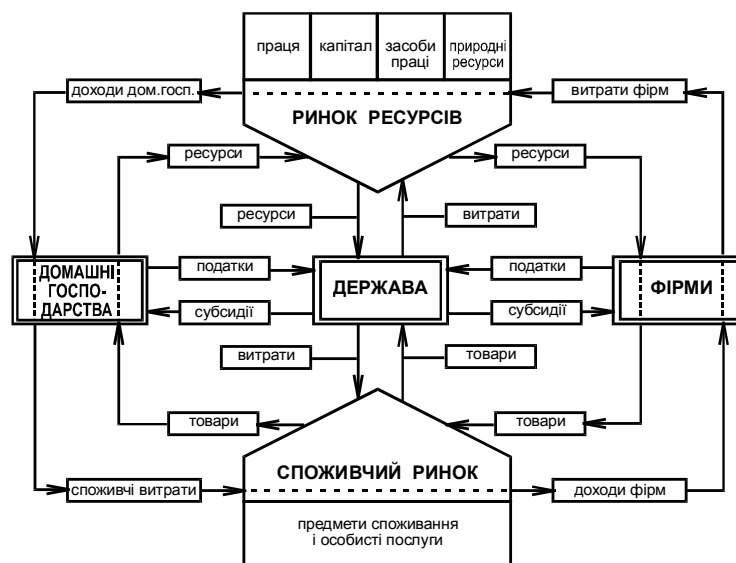 праця
капітал
засоби
праці
природні
ресурси
доходи дом.госп.
витрати фірм
РИНОК РЕСУРСІВ
ресурси
ресурси
ресурси
витрати
ДОМАШНІ
ГОСПО-
ДАРСТВА
податки
ДЕРЖАВА
податки
ФІРМИ
субсидії
субсидії
витрати
товари
товари
товари
СПОЖИВЧИЙ РИНОК
споживчі витрати
доходи фірм
предмети споживання
і особисті послуги